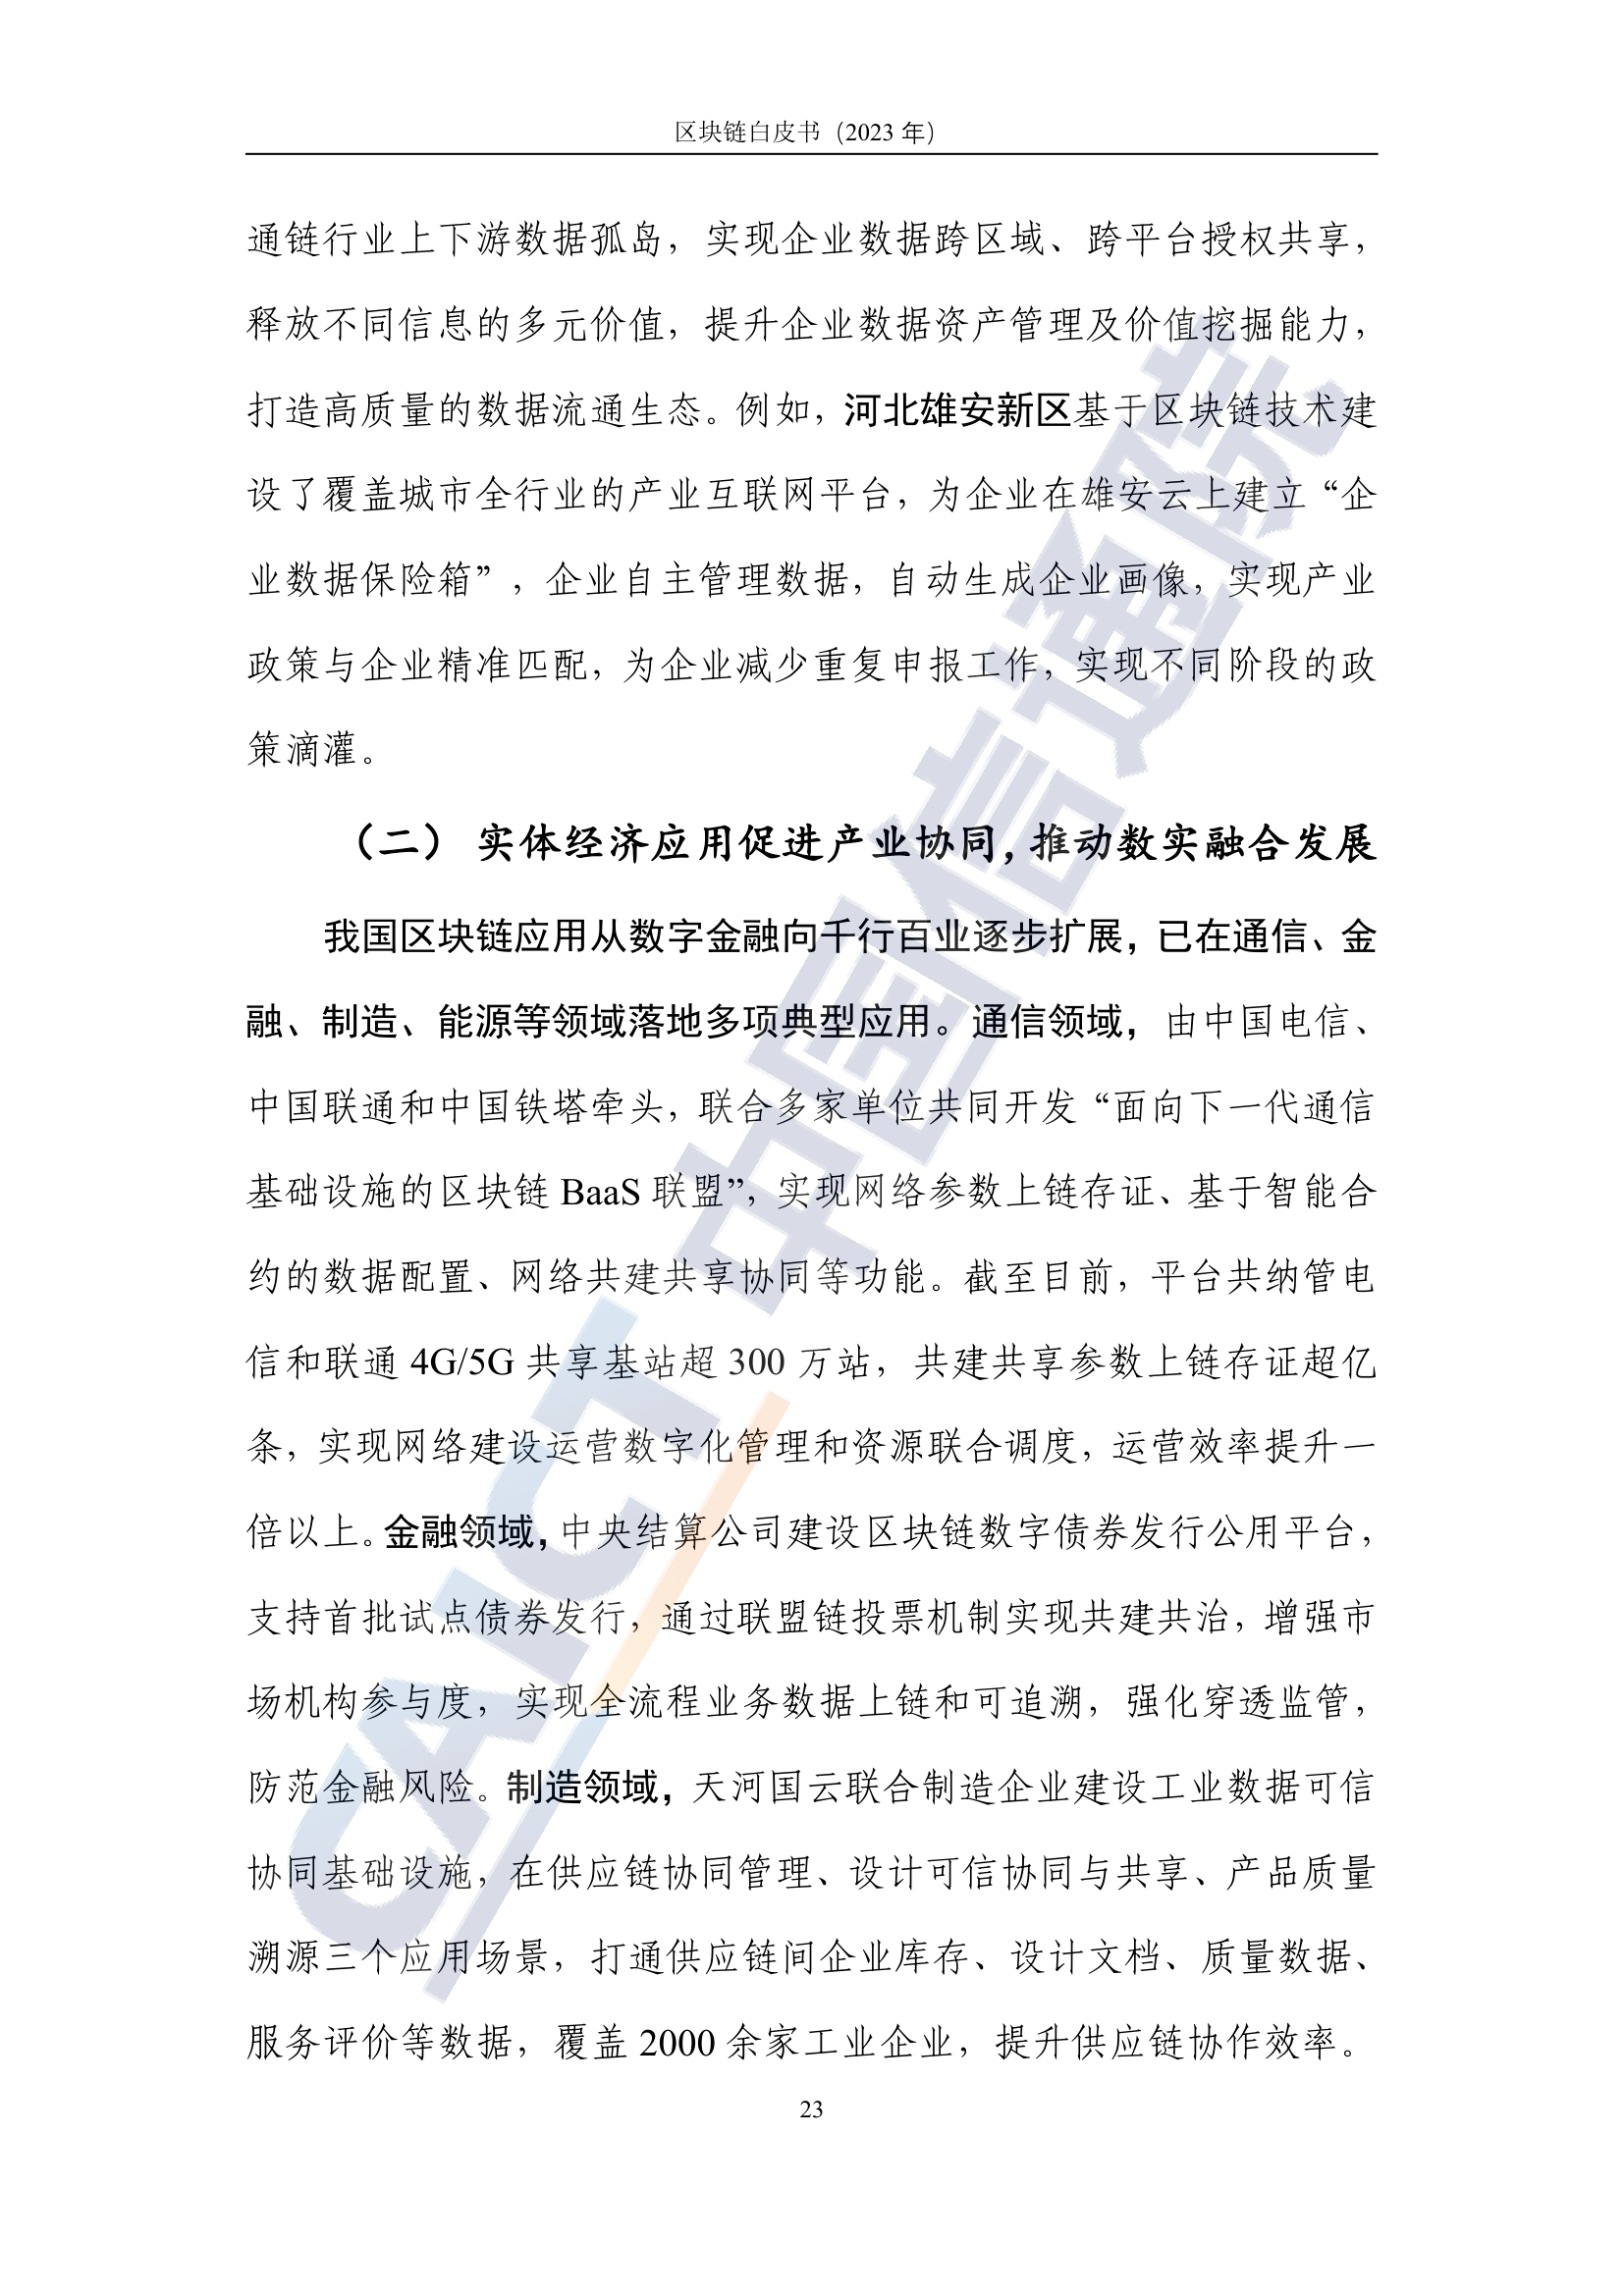 区块链白皮书（2023 年）
通链行业上下游数据孤岛，实现企业数据跨区域、跨平台授权共享，
释放不同信息的多元价值，提升企业数据资产管理及价值挖掘能力，
打造高质量的数据流通生态。例如，河北雄安新区基于区块链技术建
设了覆盖城市全行业的产业互联网平台，为企业在雄安云上建立“企
业数据保险箱”，企业自主管理数据，自动生成企业画像，实现产业
政策与企业精准匹配，为企业减少重复申报工作，实现不同阶段的政
策滴灌。
（二） 实体经济应用促进产业协同，推动数实融合发展
我国区块链应用从数字金融向千行百业逐步扩展，已在通信、金
融、制造、能源等领域落地多项典型应用。通信领域，由中国电信、
中国联通和中国铁塔牵头，联合多家单位共同开发“面向下一代通信
基础设施的区块链 BaaS 联盟”，实现网络参数上链存证、基于智能合
约的数据配置、网络共建共享协同等功能。截至目前，平台共纳管电
信和联通 4G/5G 共享基站超 300 万站，共建共享参数上链存证超亿
条，实现网络建设运营数字化管理和资源联合调度，运营效率提升一
倍以上。金融领域，中央结算公司建设区块链数字债券发行公用平台，
支持首批试点债券发行，通过联盟链投票机制实现共建共治，增强市
场机构参与度，实现全流程业务数据上链和可追溯，强化穿透监管，
防范金融风险。制造领域，天河国云联合制造企业建设工业数据可信
协同基础设施，在供应链协同管理、设计可信协同与共享、产品质量
溯源三个应用场景，打通供应链间企业库存、设计文档、质量数据、
服务评价等数据，覆盖 2000 余家工业企业，提升供应链协作效率。
23
CAICT 中国信通院